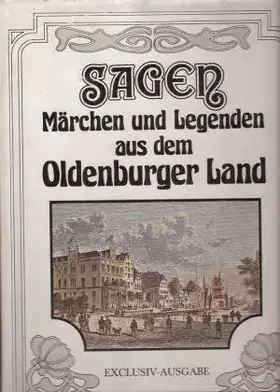 SAGEN
Märchen und Legenden
aus dem
Oldenburger Land
EXCLUSIV-AUSGABE